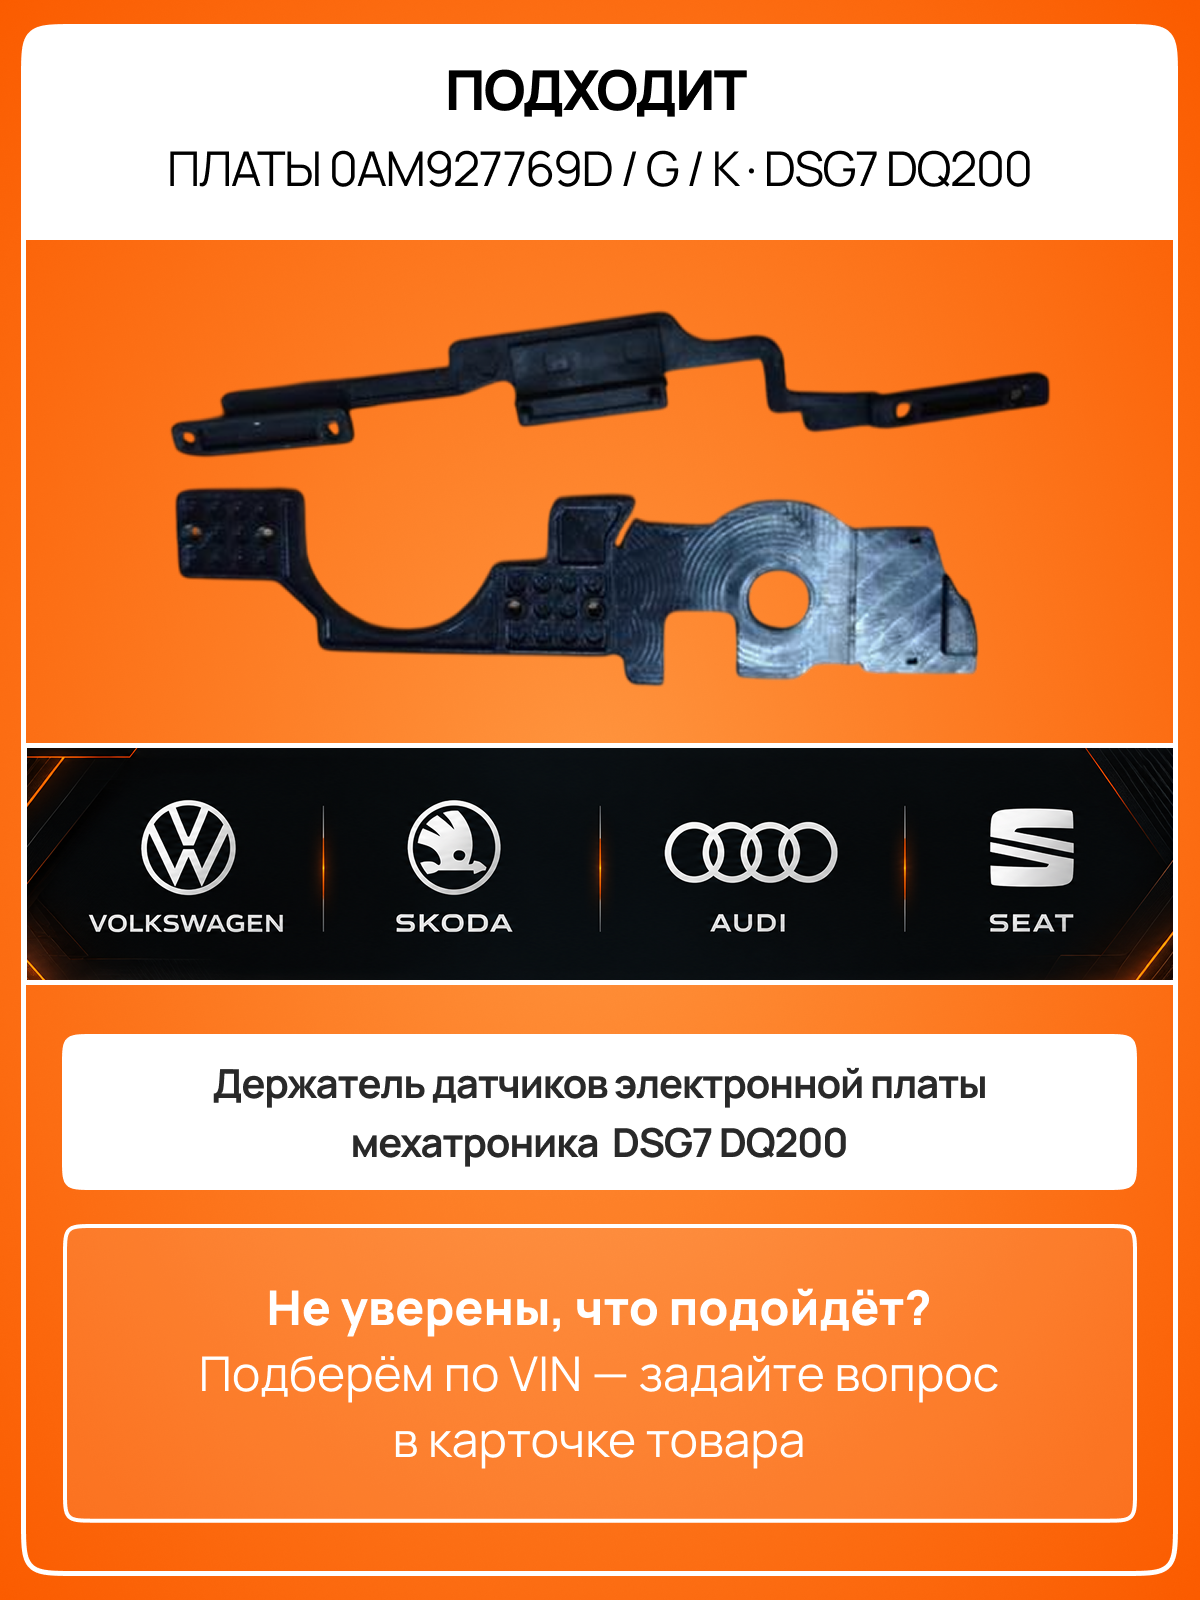 ПОДХОДИТ
ПЛАТЫ 0AM927769D / G / K · DSG7 DQ200
VOLKSWAGEN
SKODA
AUDI
SEAT
Держатель датчиков электронной платы
мехатроника DSG7 DQ200
Не уверены, что подойдёт?
Подберём по VIN — задайте вопрос
в карточке товара